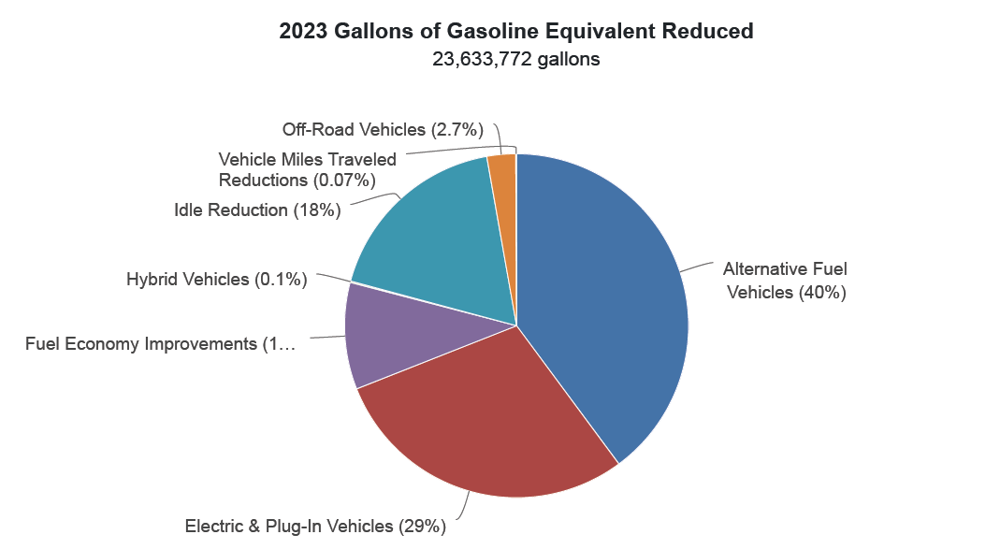 2023 Gallons of Gasoline Equivalent Reduced
23,633,772 gallons
Off-Road Vehicles (2.7%)
Vehicle Miles Traveled
Reductions (0.07%)
Idle Reduction (18%)
Alternative Fuel
Vehicles (40%)
Hybrid Vehicles (0.1%)
Fuel Economy Improvements (1…
Electric & Plug-In Vehicles (29%)